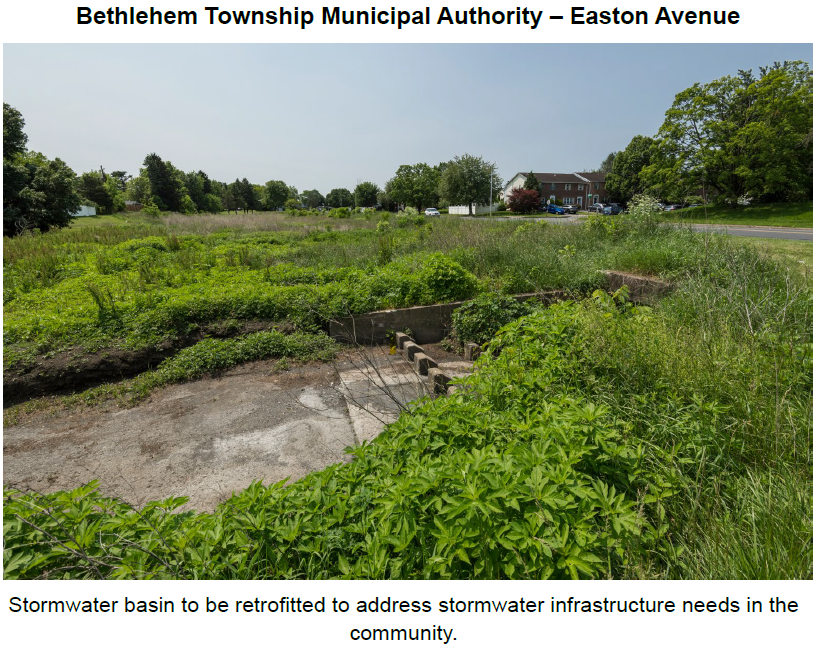 Bethlehem Township Municipal Authority – Easton Avenue
Stormwater basin to be retrofitted to address stormwater infrastructure needs in the
community.